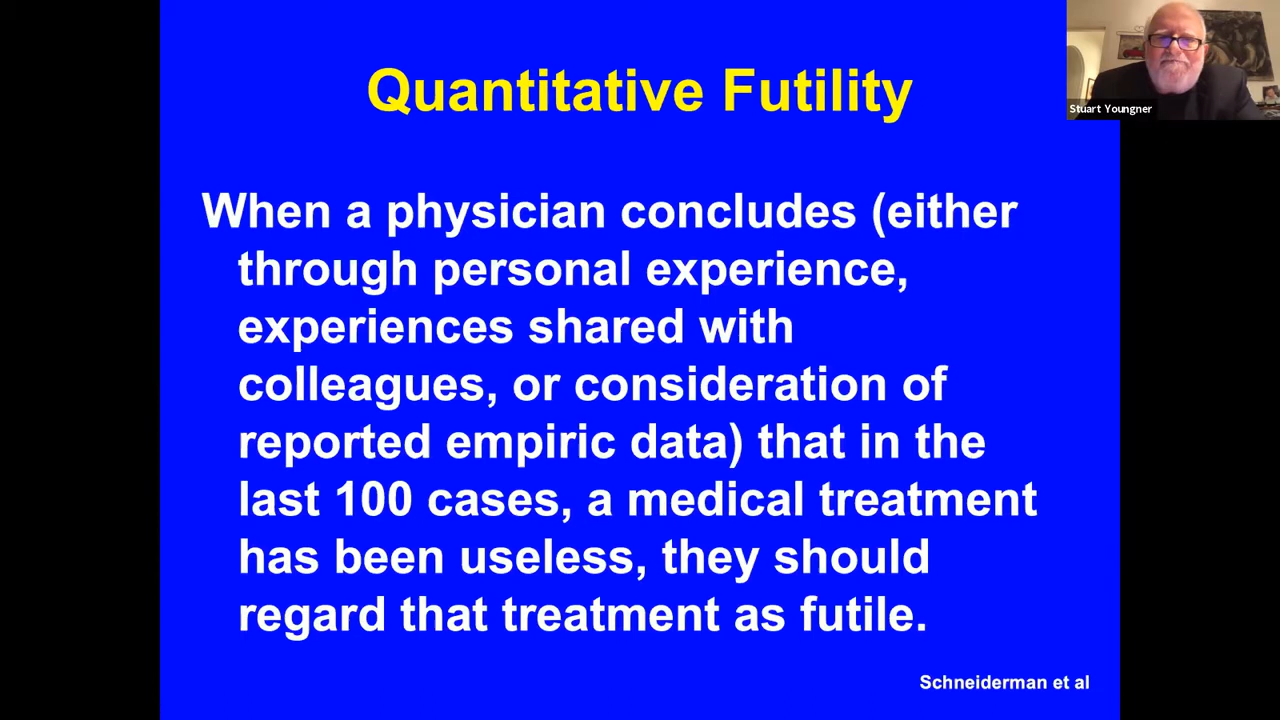 Quantitative Futility
Stuart Youngner
When a physician concludes (either
through personal experience,
experiences shared with
colleagues, or consideration of
reported empiric data) that in the
last 100 cases, a medical treatment
has been useless, they should
regard that treatment as futile.
Schneiderman et al